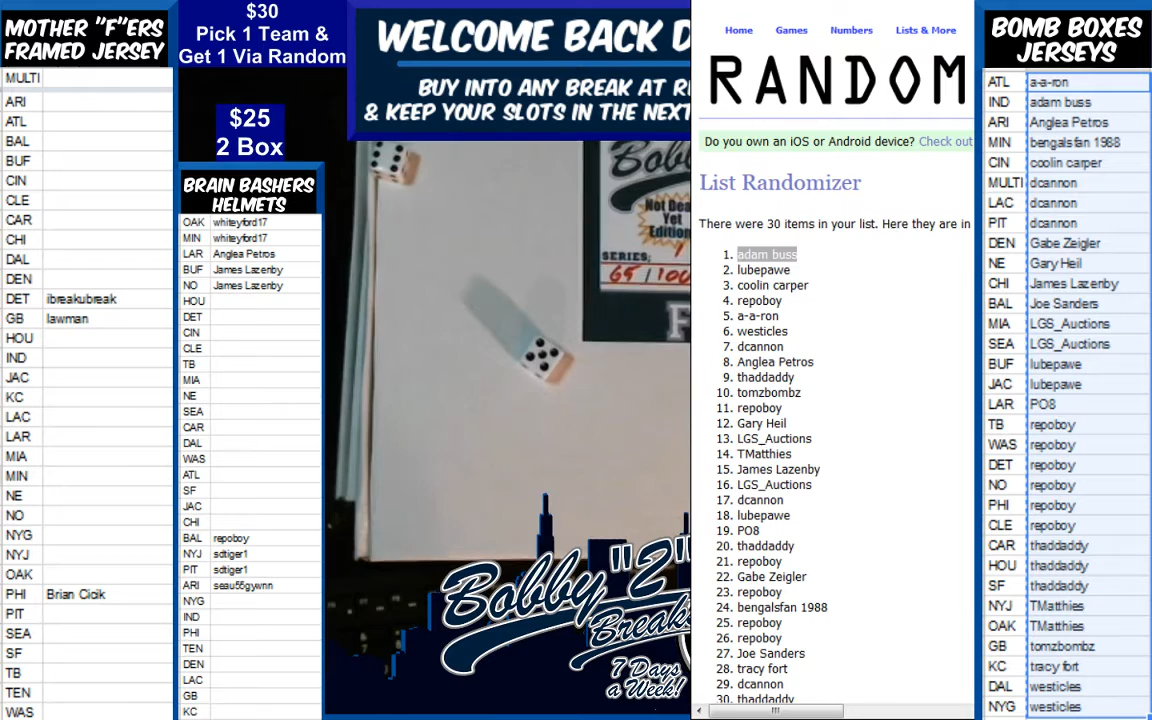 MOTHER "F"ERS
FRAMED JERSEY
MULTI
ARI
ATL
BAL
BUF
CIN
CLE
CAR
CHI
DAL
DEN
DET ibreakubreak
GB lawman
HOU
IND
JAC
KC
LAC
LAR
MIA
MIN
NE
NO
NYG
NYJ
OAK
PHI Brian Cicik
PIT
SEA
SF
TB
TEN
WAS
$30
Pick 1 Team &
Get 1 Via Random
$25
2 Box
BRAIN BASHERS
HELMETS
OAK whiteyford17
MIN whiteyford17
LAR Anglea Petros
BUF James Lazenby
NO James Lazenby
HOU
DET
CIN
CLE
TB
MIA
NE
SEA
CAR
DAL
WAS
ATL
SF
JAC
CHI
BAL repoboy
NYJ sdtiger1
PIT sdtiger1
ARI seau55gywnn
NYG
IND
PHI
TEN
DEN
LAC
GB
KC
WELCOME BACK D
BUY INTO ANY BREAK AT R
& KEEP YOUR SLOTS IN THE NEXT
Not Dea
Yet
Edition
SERIES:
65/100
F
Bobby "2"
Break
7 Days
a Week!
Home Games Numbers Lists & More
RANDOM
Do you own an iOS or Android device? Check out
List Randomizer
There were 30 items in your list. Here they are in
1. adam buss
2. lubepawe
3. coolin carper
4. repoboy
5. a-a-ron
6. westicles
7. dcannon
8. Anglea Petros
9. thaddaddy
10. tomzbombz
11. repoboy
12. Gary Heil
13. LGS_Auctions
14. TMatthies
15. James Lazenby
16. LGS_Auctions
17. dcannon
18. lubepawe
19. PO8
20. thaddaddy
21. repoboy
22. Gabe Zeigler
23. repoboy
24. bengalsfan 1988
25. repoboy
26. repoboy
27. Joe Sanders
28. tracy fort
29. dcannon
30. thaddaddy
BOMB BOXES
JERSEYS
ATL a-a-ron
IND adam buss
ARI Anglea Petros
MIN bengalsfan 1988
CIN coolin carper
MULTI dcannon
LAC dcannon
PIT dcannon
DEN Gabe Zeigler
NE Gary Heil
CHI James Lazenby
BAL Joe Sanders
MIA LGS_Auctions
SEA LGS_Auctions
BUF lubepawe
JAC lubepawe
LAR PO8
TB repoboy
WAS repoboy
DET repoboy
NO repoboy
PHI repoboy
CLE repoboy
CAR thaddaddy
HOU thaddaddy
SF thaddaddy
NYJ TMatthies
OAK TMatthies
GB tomzbombz
KC tracy fort
DAL westicles
NYG westicles